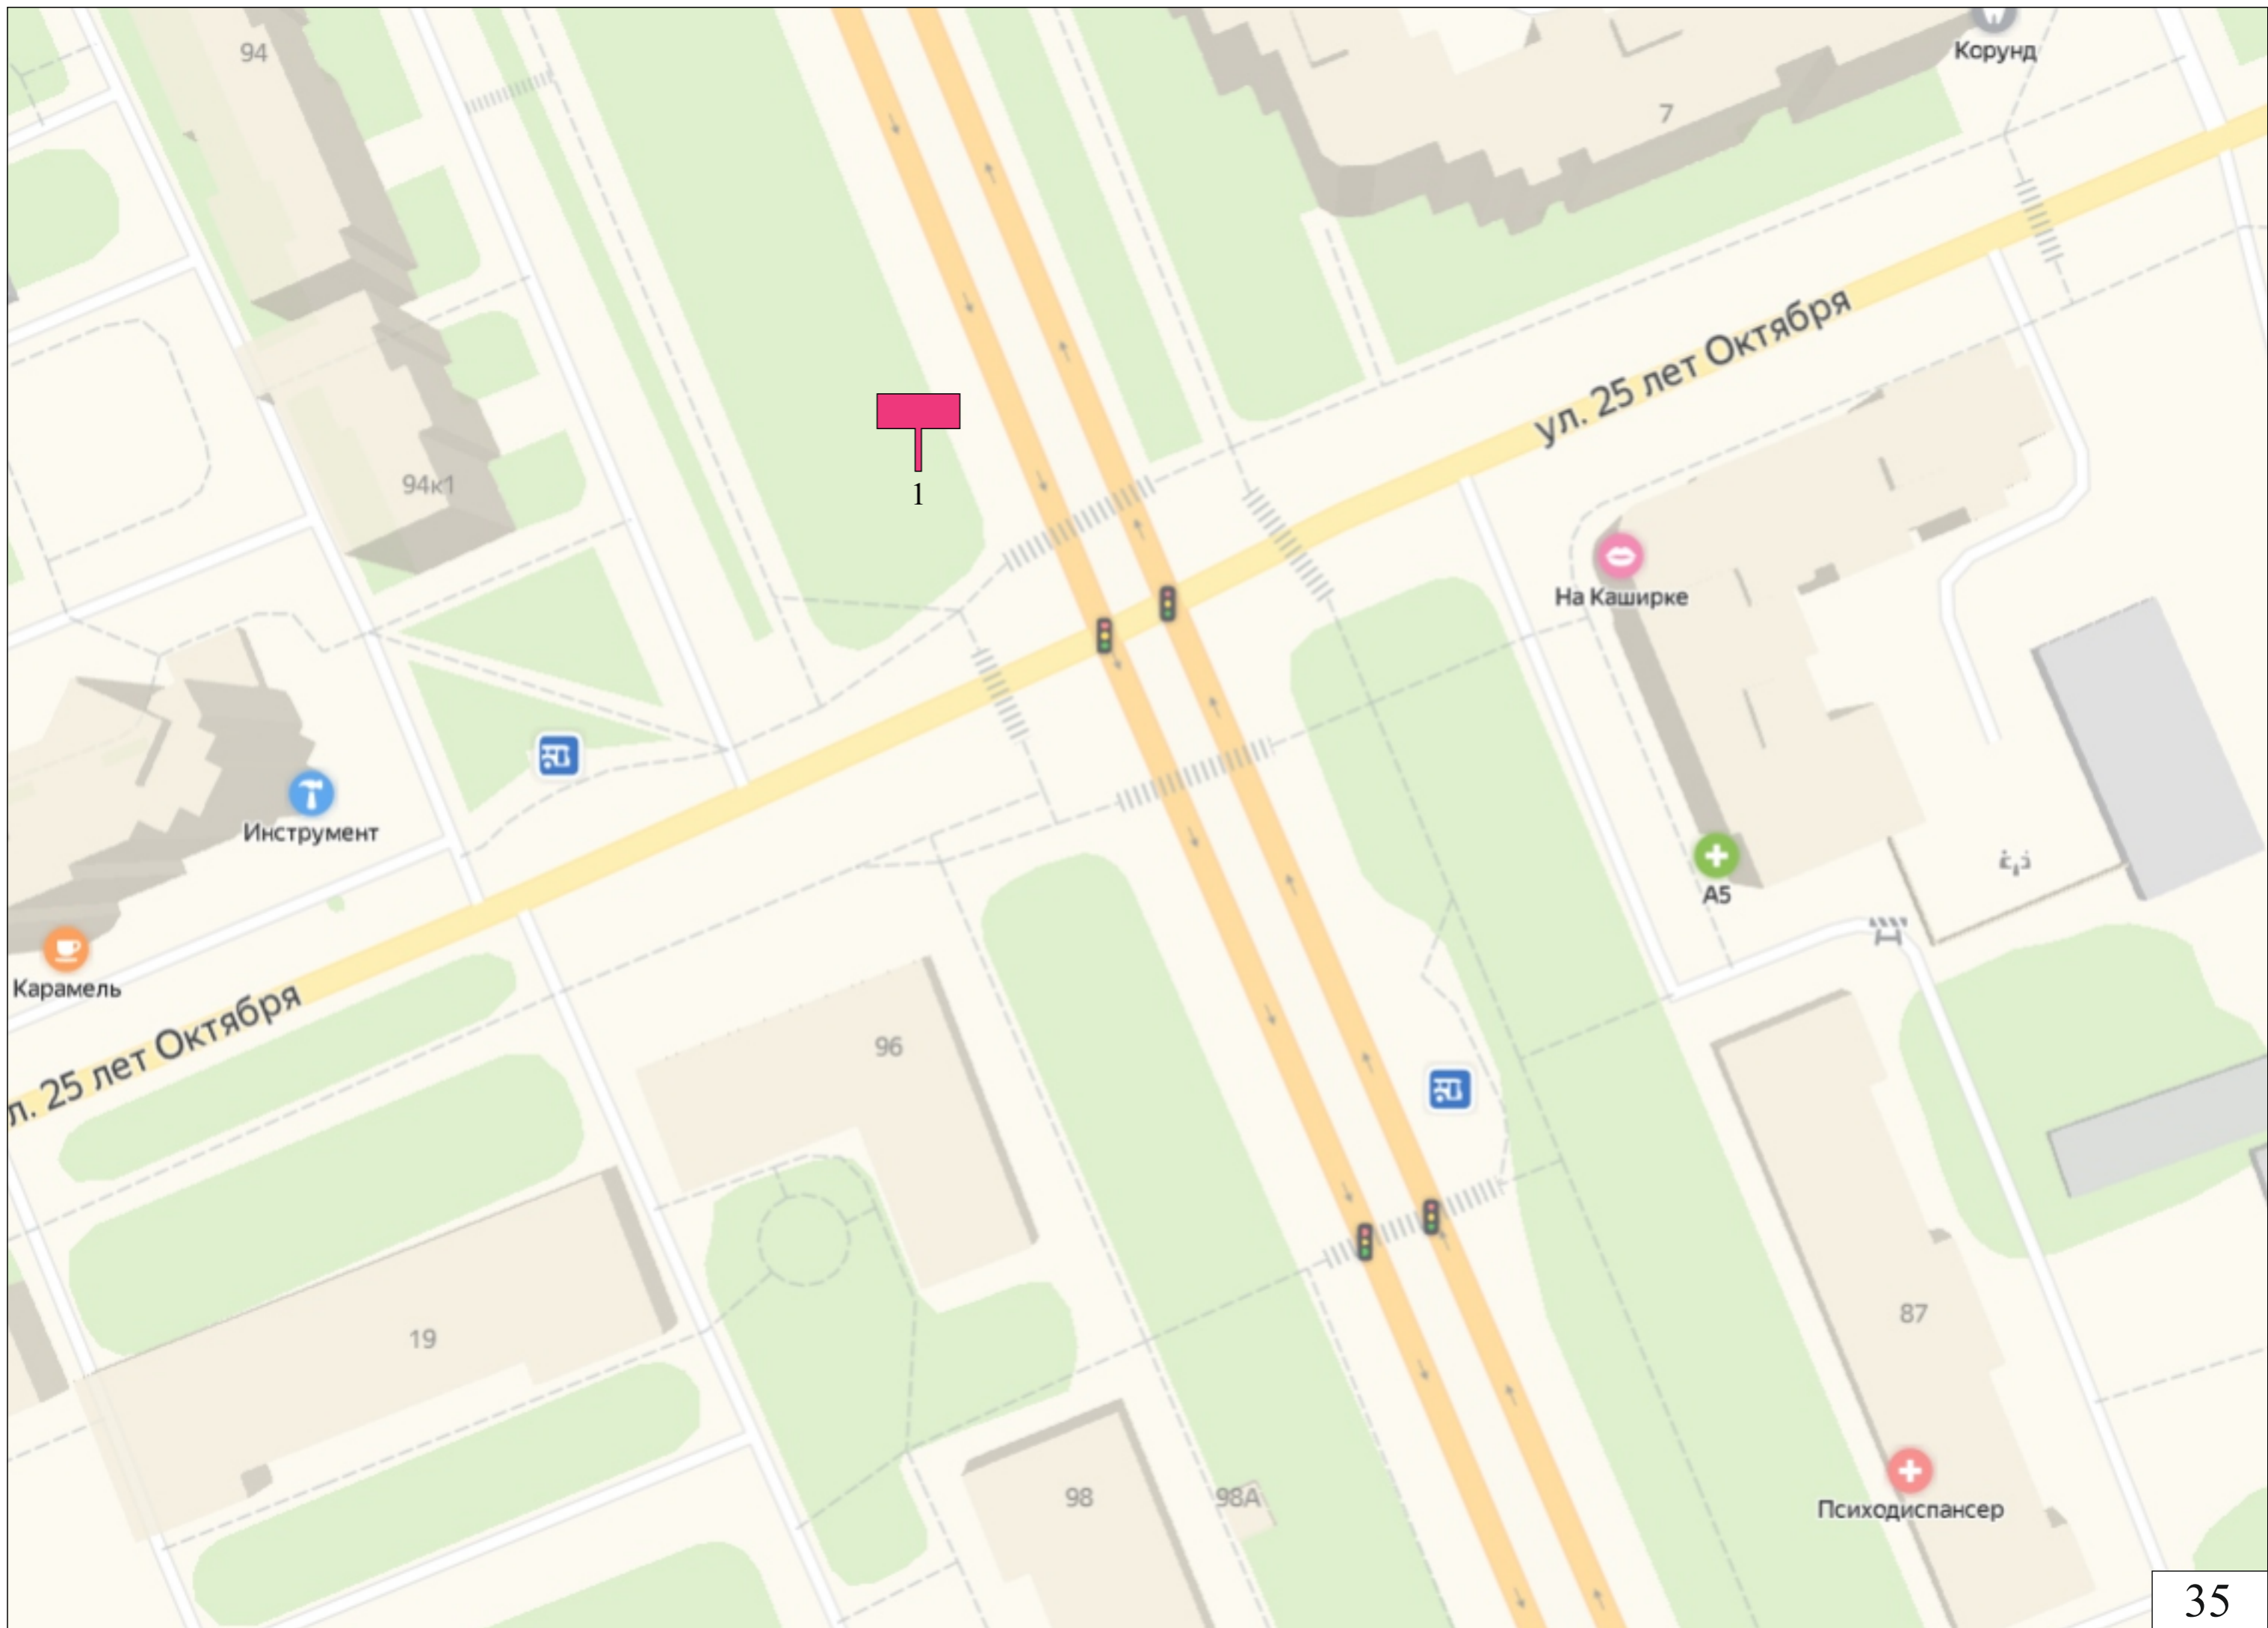 94
Корунд
7
ул. 25 лет Октября
1
94к1
На Каширке
Инструмент
А5
Карамель
л. 25 лет Октября
96
19
87
98
98А
Психодиспансер
35